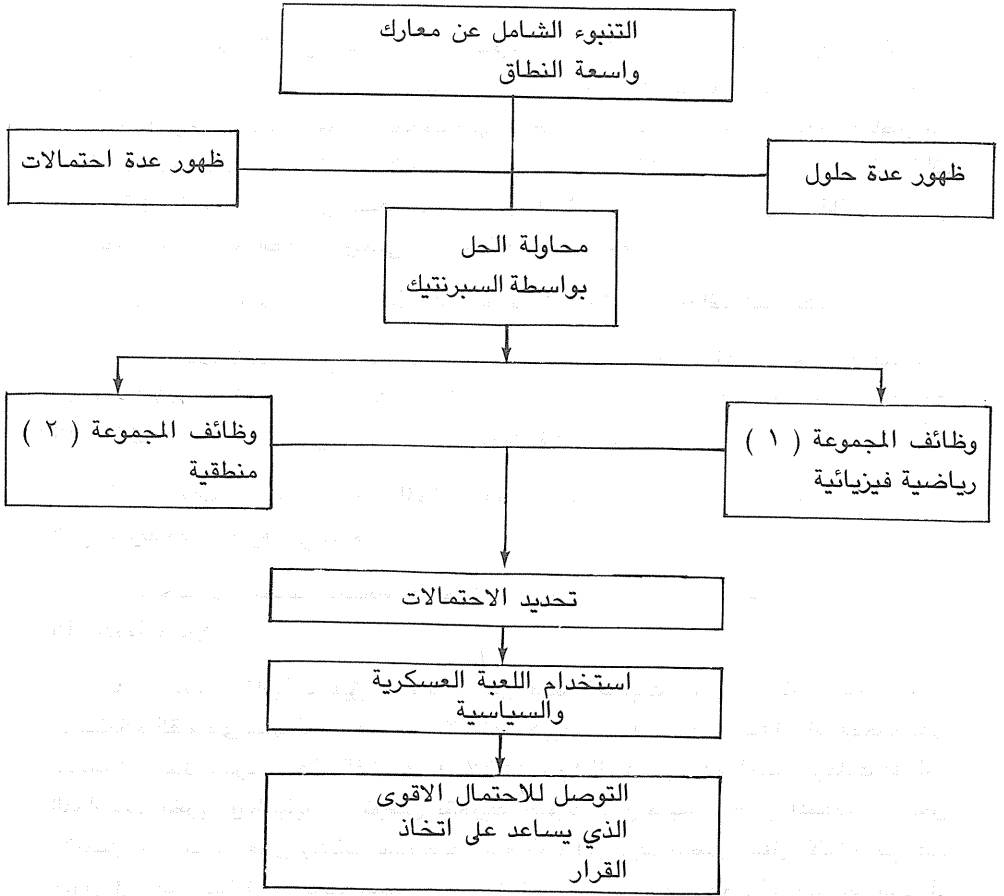 التنبوء الشامل عن معارك
واسعة النطاق
ظهور عدة حلول
ظهور عدة احتمالات
محاولة الحل
بواسطة السبرنتيك
وظائف المجموعة ( ١ )
رياضية فيزيائية
وظائف المجموعة ( ٢ )
منطقية
تحديد الاحتمالات
استخدام اللعبة العسكرية
والسياسية
التوصل للاحتمال الاقوى
الذي يساعد على اتخاذ
القرار